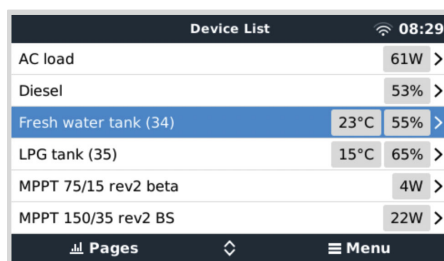 Device List 08:29
AC load 61W
Diesel 53%
Fresh water tank (34) 23°C 55%
LPG tank (35) 15°C 65%
MPPT 75/15 rev2 beta 4W
MPPT 150/35 rev2 BS 22W
Pages Menu